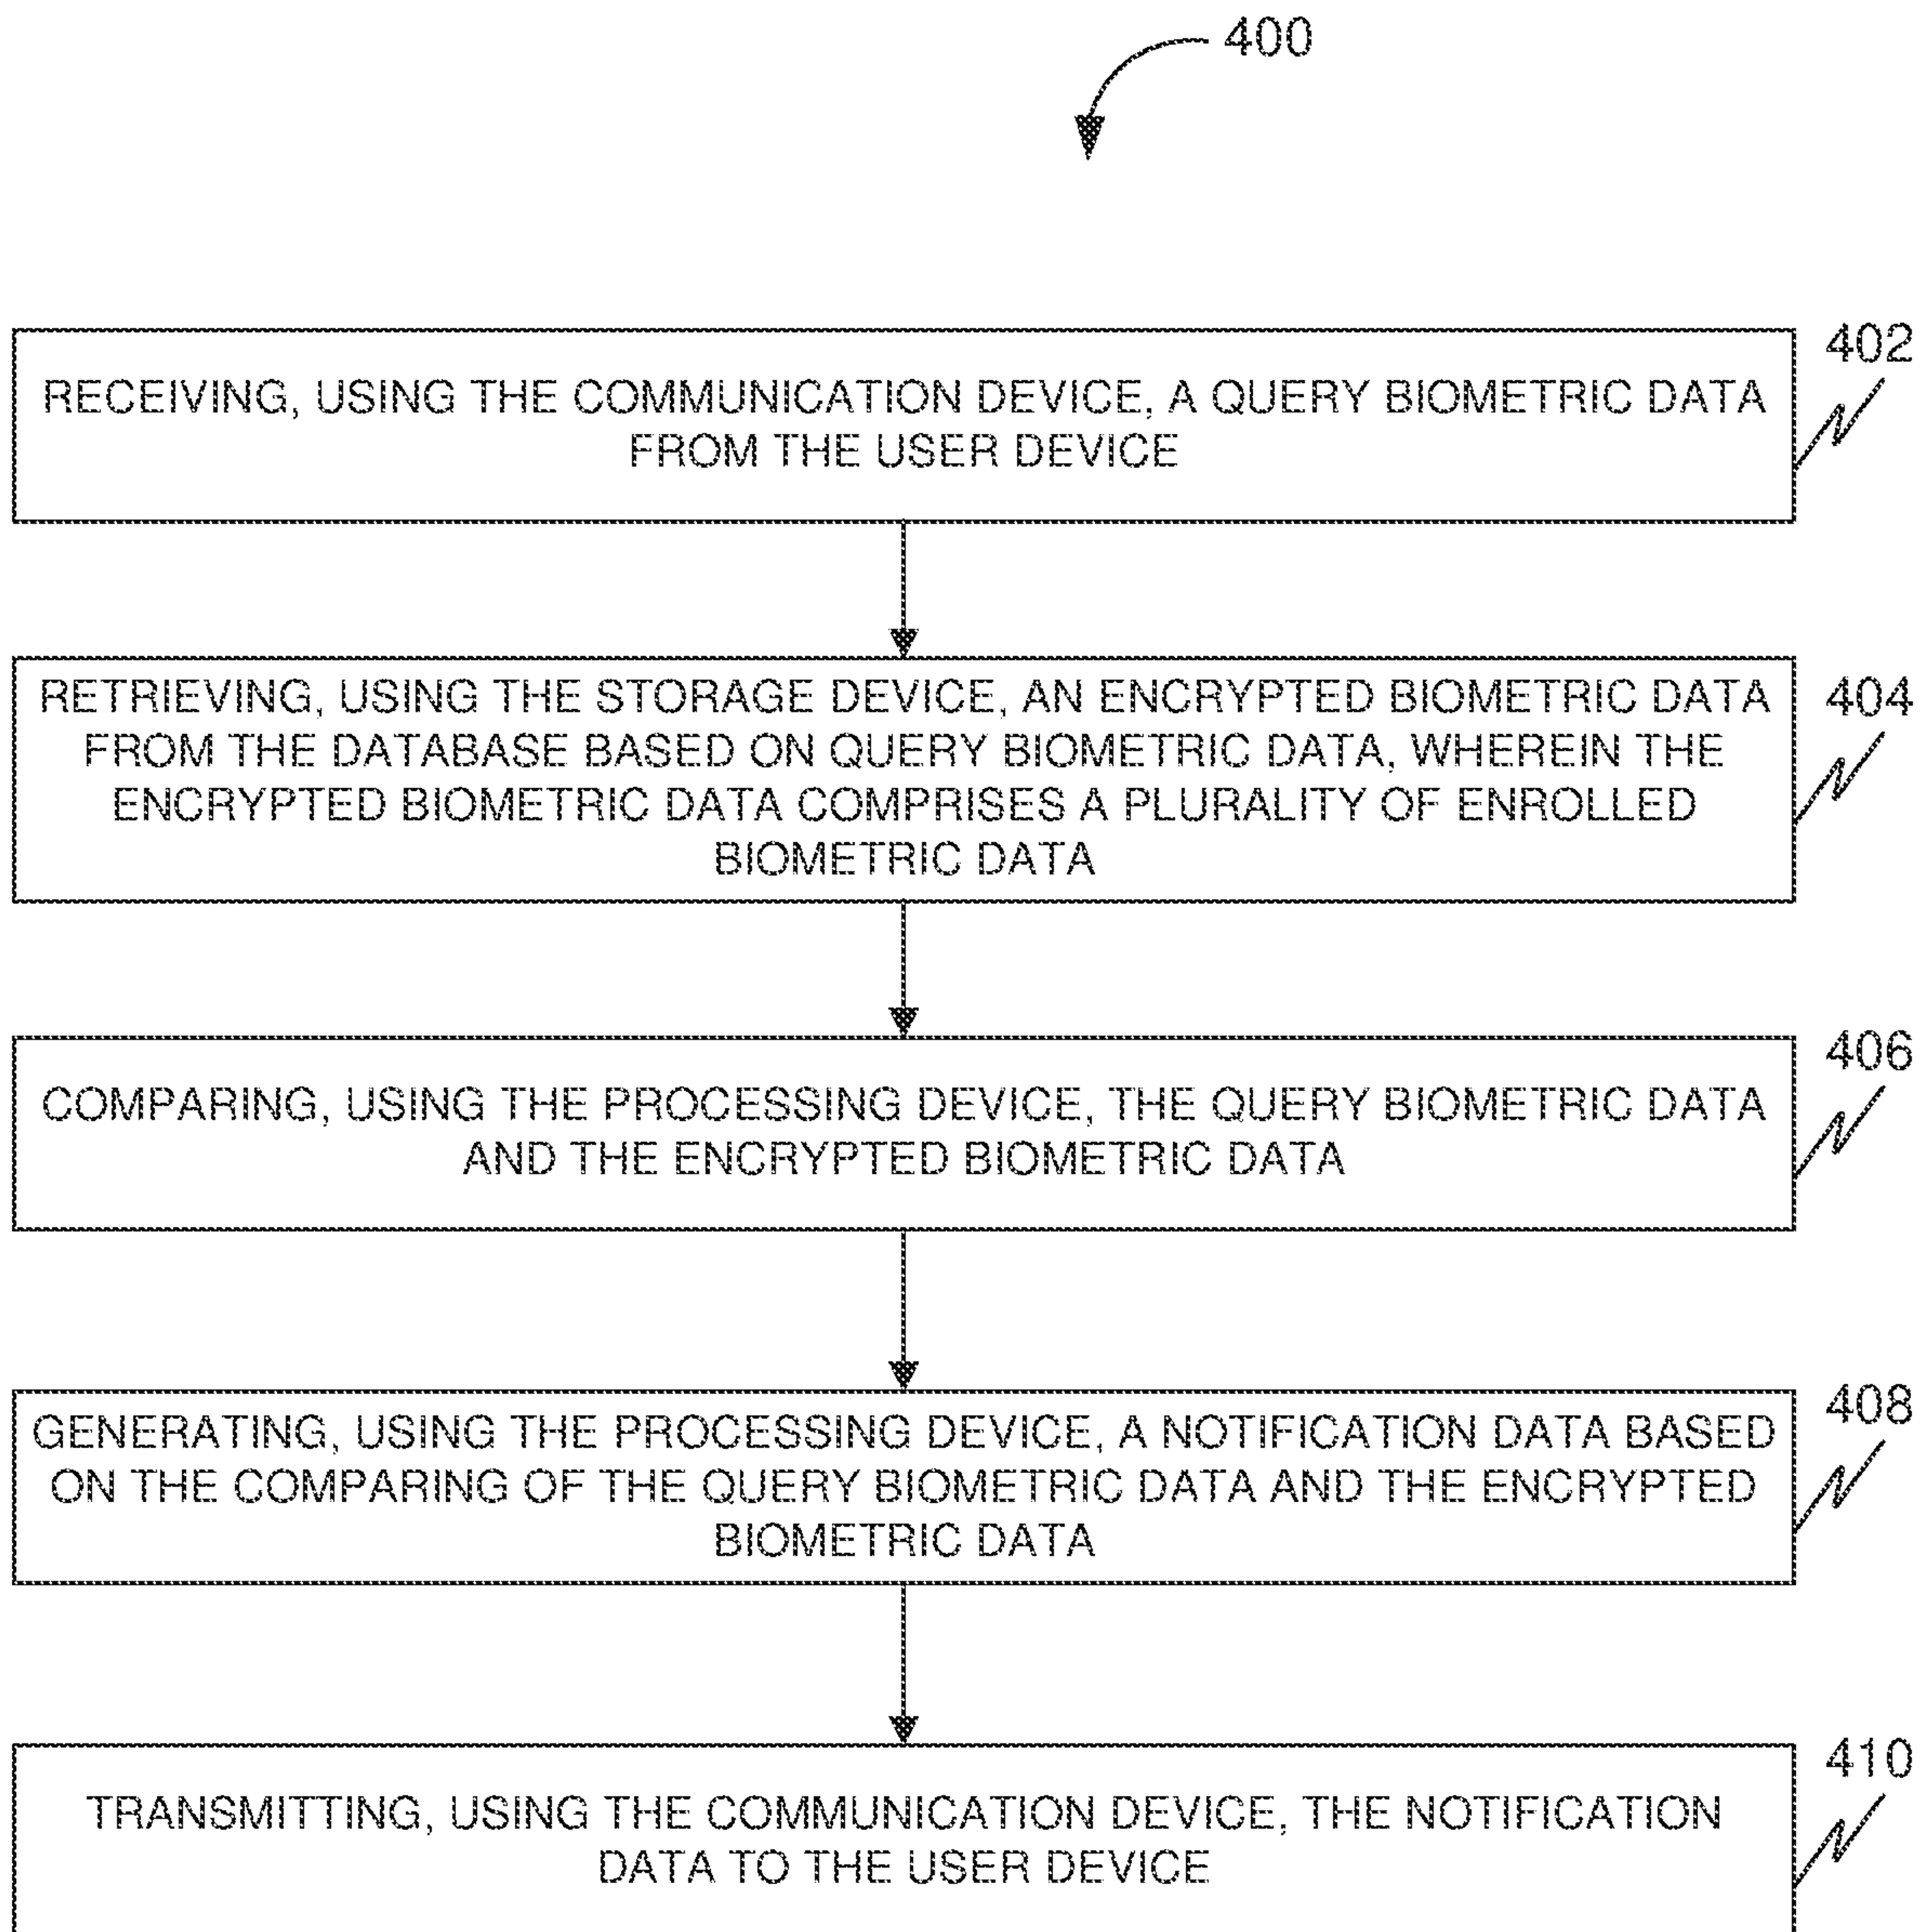 400
402
RECEIVING, USING THE COMMUNICATION DEVICE, A QUERY BIOMETRIC DATA
FROM THE USER DEVICE
404
RETRIEVING, USING THE STORAGE DEVICE, AN ENCRYPTED BIOMETRIC DATA
FROM THE DATABASE BASED ON QUERY BIOMETRIC DATA, WHEREIN THE
ENCRYPTED BIOMETRIC DATA COMPRISES A PLURALITY OF ENROLLED
BIOMETRIC DATA
406
COMPARING, USING THE PROCESSING DEVICE, THE QUERY BIOMETRIC DATA
AND THE ENCRYPTED BIOMETRIC DATA
408
GENERATING, USING THE PROCESSING DEVICE, A NOTIFICATION DATA BASED
ON THE COMPARING OF THE QUERY BIOMETRIC DATA AND THE ENCRYPTED
BIOMETRIC DATA
410
TRANSMITTING, USING THE COMMUNICATION DEVICE, THE NOTIFICATION
DATA TO THE USER DEVICE